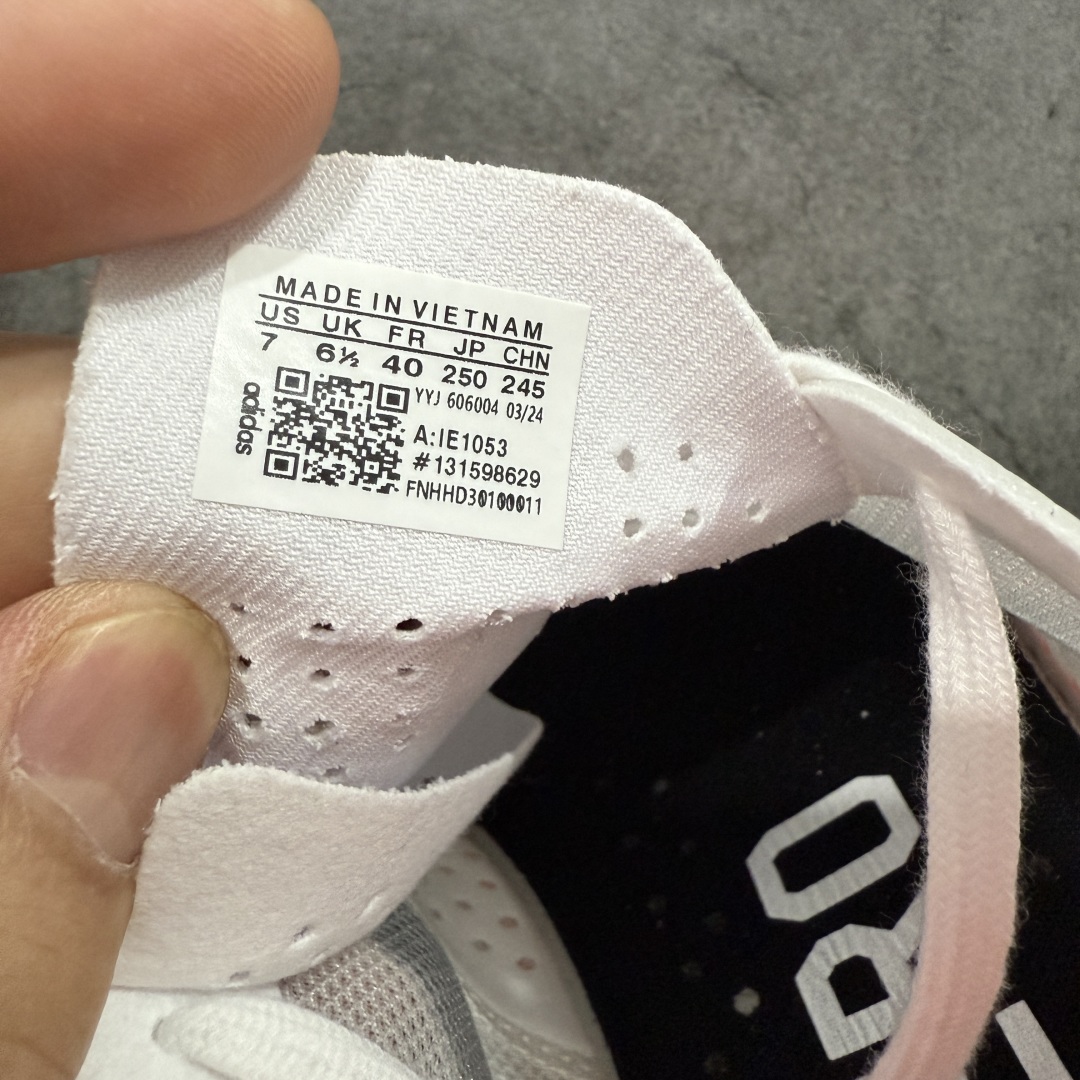 MADE IN VIETNAM
US UK FR JP CHN
7 6½ 40 250 245
adidas
YYJ 606004 03/24
A:IE1053
#131598629
FNHHD30100011
RO